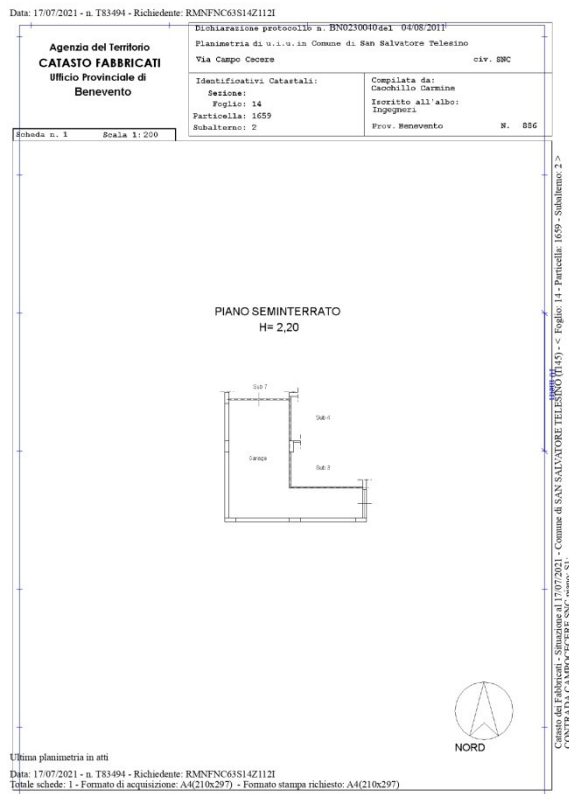 Data: 17/07/2021 - n. T83494 - Richiedente: RMNFNC63S14Z112I
Agenzia del Territorio
CATASTO FABBRICATI
Ufficio Provinciale di
Benevento
Dichiarazione protocollo n. BN0230040 del 04/08/2011
Planimetria di u.i.u. in Comune di San Salvatore Telesino
Via Campo Cecere civ. SNC
Identificativi Catastali:
Sezione:
Foglio: 14
Particella: 1659
Subalterno: 2
Compilata da:
Cacchillo Carmine
Iscritto all'albo:
Ingegneri
Prov. Benevento N. 886
Scheda n. 1 Scala 1:200
PIANO SEMINTERRATO
H= 2,20
Sub 7
Sub 4
Garage
Sub 3
NORD
Ultima planimetria in atti
Data: 17/07/2021 - n. T83494 - Richiedente: RMNFNC63S14Z112I
Totale schede: 1 - Formato di acquisizione: A4(210x297) - Formato stampa richiesto: A4(210x297)
Catasto dei Fabbricati - Situazione al 17/07/2021 - Comune di SAN SALVATORE TELESINO (I145) - < Foglio: 14 - Particella: 1659 - Subalterno: 2 >
CONTRADA CAMPOCECERE SNC piano: S1;